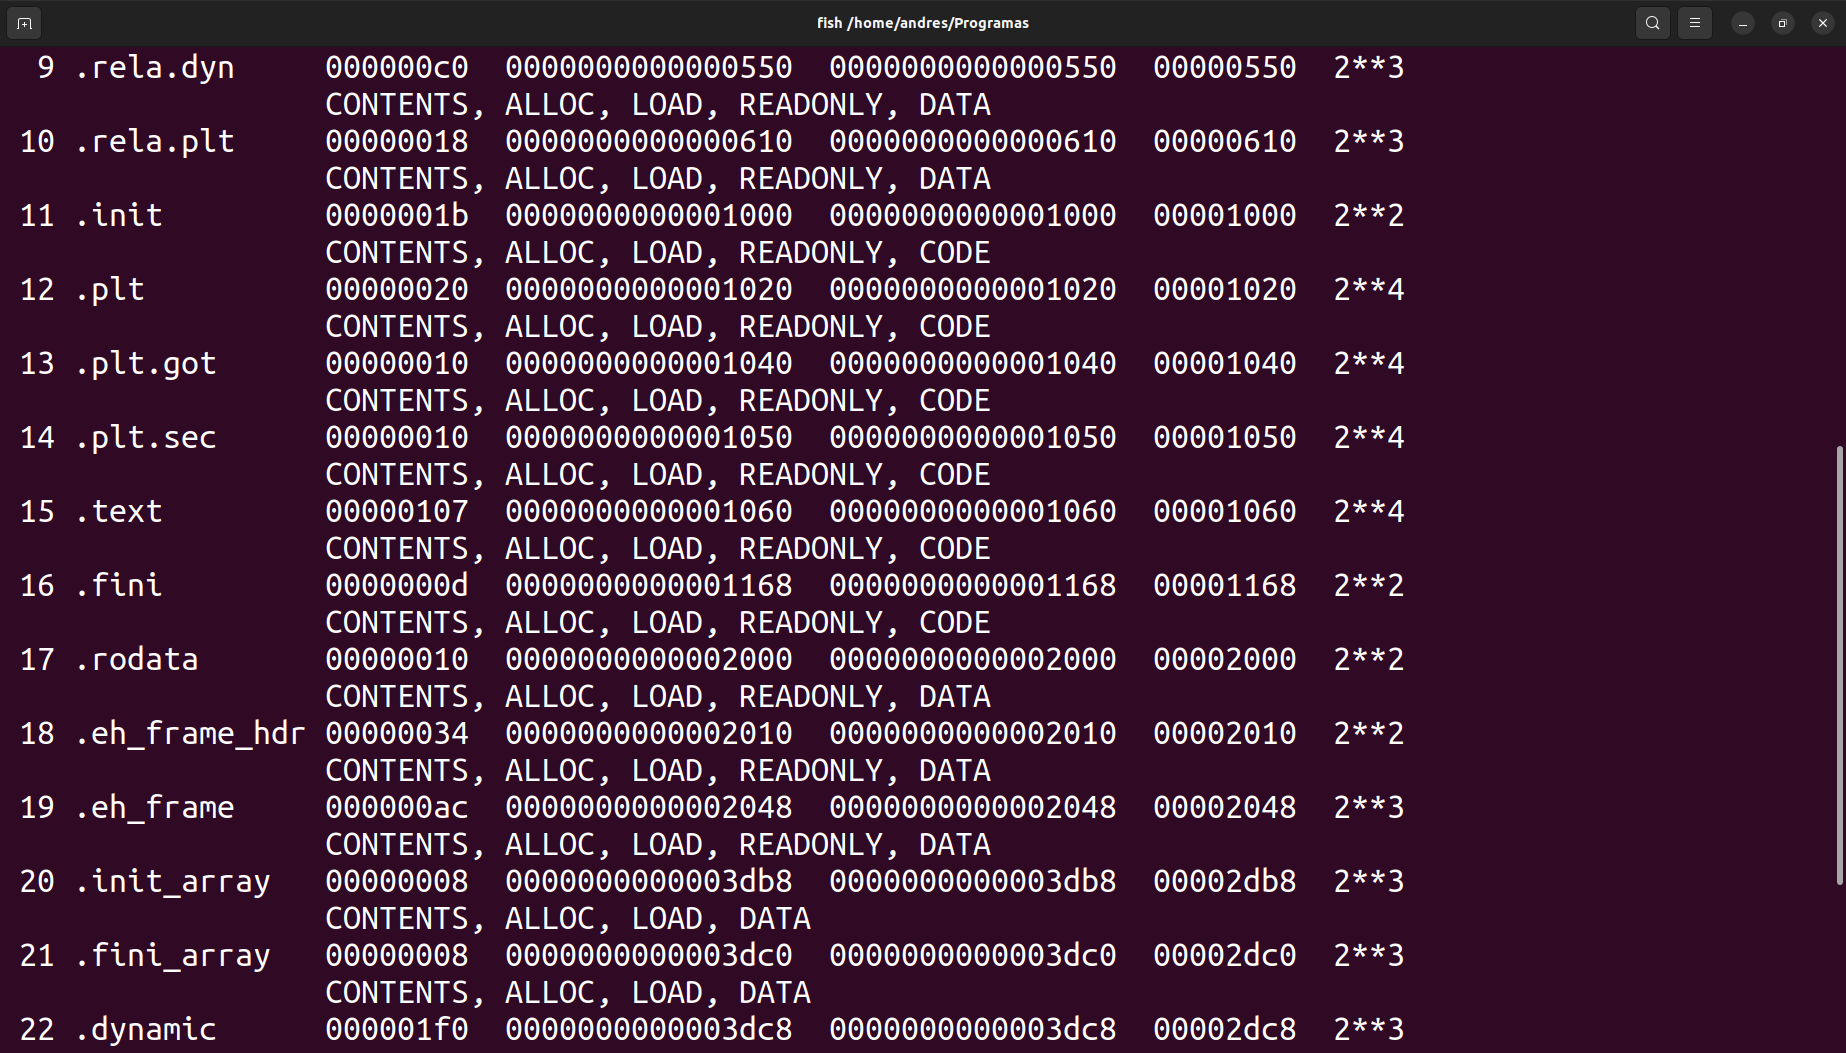 fish /home/andres/Programas
9 .rela.dyn 000000c0 0000000000000550 0000000000000550 00000550 2**3
CONTENTS, ALLOC, LOAD, READONLY, DATA
10 .rela.plt 00000018 0000000000000610 0000000000000610 00000610 2**3
CONTENTS, ALLOC, LOAD, READONLY, DATA
11 .init 0000001b 0000000000001000 0000000000001000 00001000 2**2
CONTENTS, ALLOC, LOAD, READONLY, CODE
12 .plt 00000020 0000000000001020 0000000000001020 00001020 2**4
CONTENTS, ALLOC, LOAD, READONLY, CODE
13 .plt.got 00000010 0000000000001040 0000000000001040 00001040 2**4
CONTENTS, ALLOC, LOAD, READONLY, CODE
14 .plt.sec 00000010 0000000000001050 0000000000001050 00001050 2**4
CONTENTS, ALLOC, LOAD, READONLY, CODE
15 .text 00000107 0000000000001060 0000000000001060 00001060 2**4
CONTENTS, ALLOC, LOAD, READONLY, CODE
16 .fini 0000000d 0000000000001168 0000000000001168 00001168 2**2
CONTENTS, ALLOC, LOAD, READONLY, CODE
17 .rodata 00000010 0000000000002000 0000000000002000 00002000 2**2
CONTENTS, ALLOC, LOAD, READONLY, DATA
18 .eh_frame_hdr 00000034 0000000000002010 0000000000002010 00002010 2**2
CONTENTS, ALLOC, LOAD, READONLY, DATA
19 .eh_frame 000000ac 0000000000002048 0000000000002048 00002048 2**3
CONTENTS, ALLOC, LOAD, READONLY, DATA
20 .init_array 00000008 0000000000003db8 0000000000003db8 00002db8 2**3
CONTENTS, ALLOC, LOAD, DATA
21 .fini_array 00000008 0000000000003dc0 0000000000003dc0 00002dc0 2**3
CONTENTS, ALLOC, LOAD, DATA
22 .dynamic 000001f0 0000000000003dc8 0000000000003dc8 00002dc8 2**3